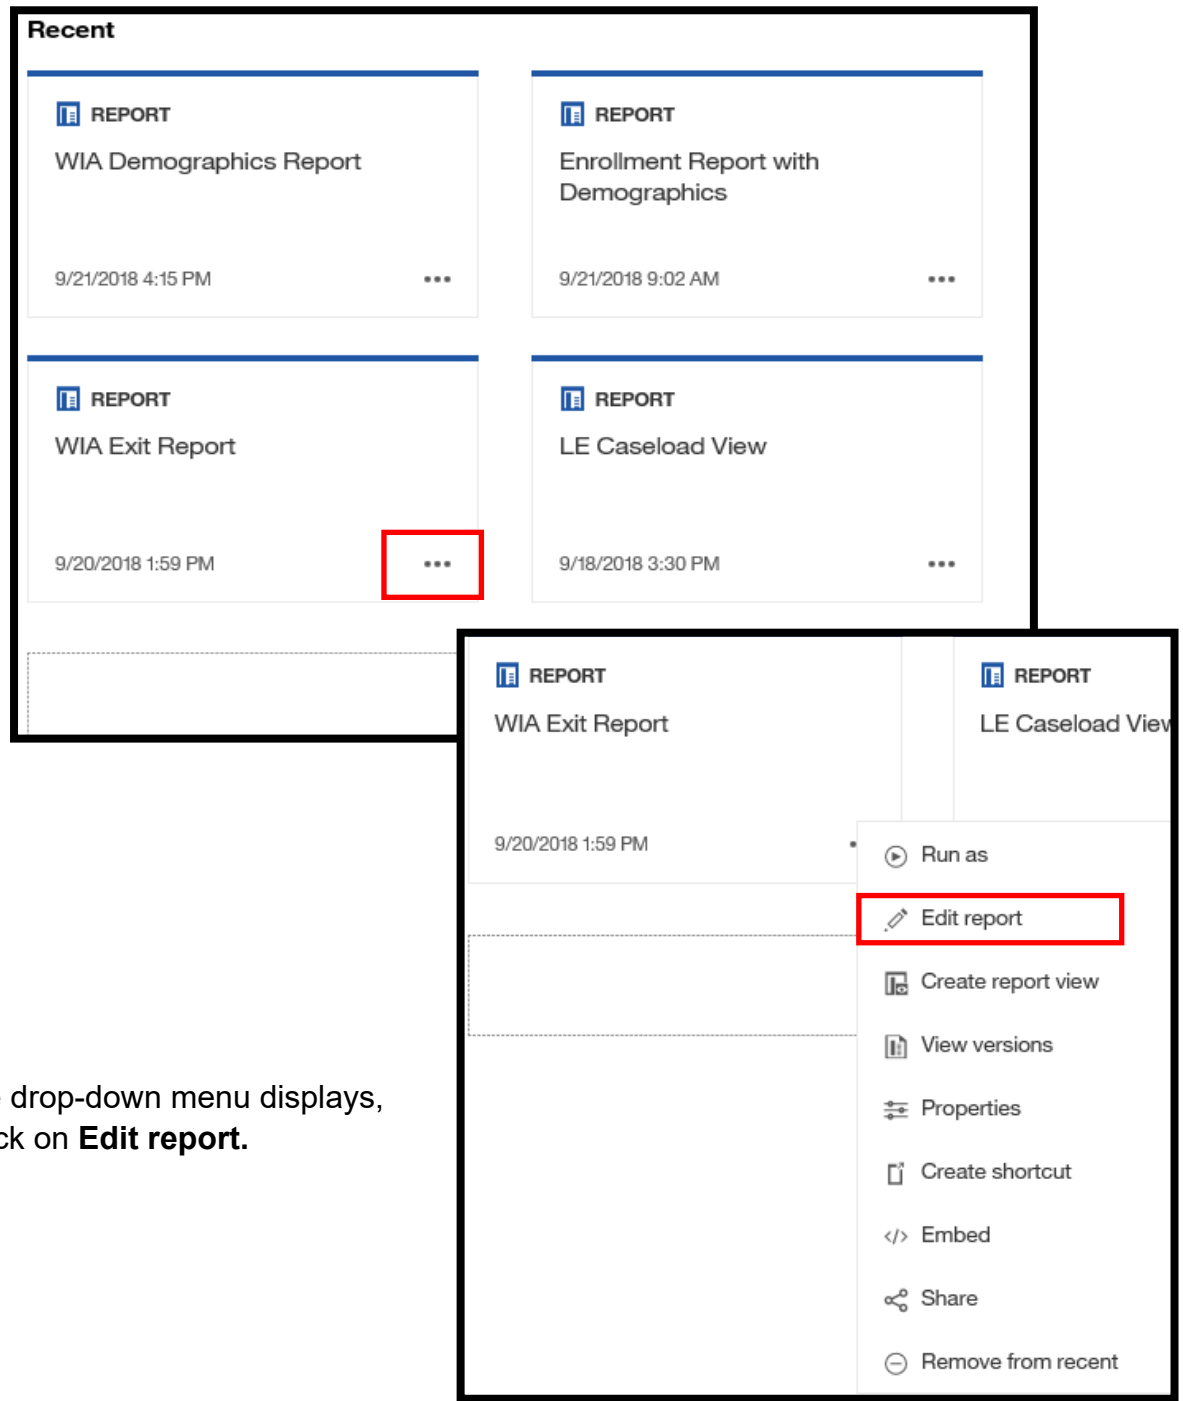 Recent
REPORT
WIA Demographics Report
9/21/2018 4:15 PM
REPORT
Enrollment Report with
Demographics
9/21/2018 9:02 AM
REPORT
WIA Exit Report
9/20/2018 1:59 PM
REPORT
LE Caseload View
9/18/2018 3:30 PM
REPORT
WIA Exit Report
9/20/2018 1:59 PM
REPORT
LE Caseload View
Run as
Edit report
Create report view
View versions
Properties
Create shortcut
Embed
Share
Remove from recent
drop-down menu displays,
on Edit report.